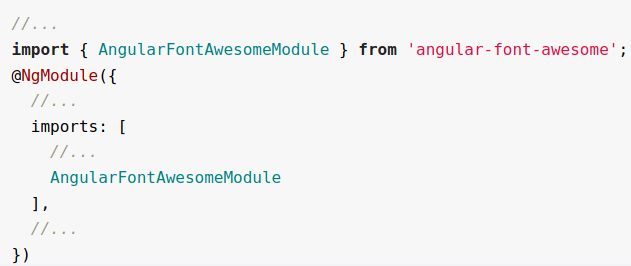 //...
import { AngularFontAwesomeModule } from 'angular-font-awesome';
@NgModule({
  //...
  imports: [
    //...
    AngularFontAwesomeModule
  ],
  //...
})